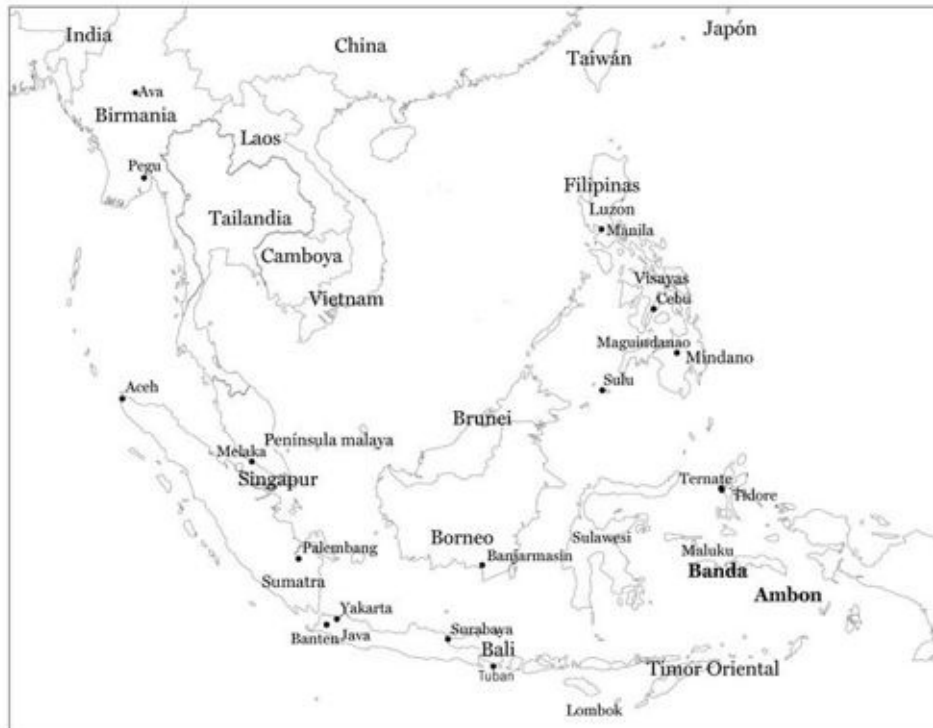 India
China
Japón
Taiwán
Ava
Birmania
Laos
Pegu
Filipinas
Tailandia
Luzon
Manila
Camboya
Visayas
Vietnam
Cebu
Maguindanao
Mindano
Aceh
Sulu
Brunei
Península malaya
Melaka
Singapur
Ternate
Tidore
Borneo
Sulawesi
Palembang
Banjarmasin
Maluku
Banda
Sumatra
Ambon
Yakarta
Banten
Java
Surabaya
Bali
Tuban
Timor Oriental
Lombok